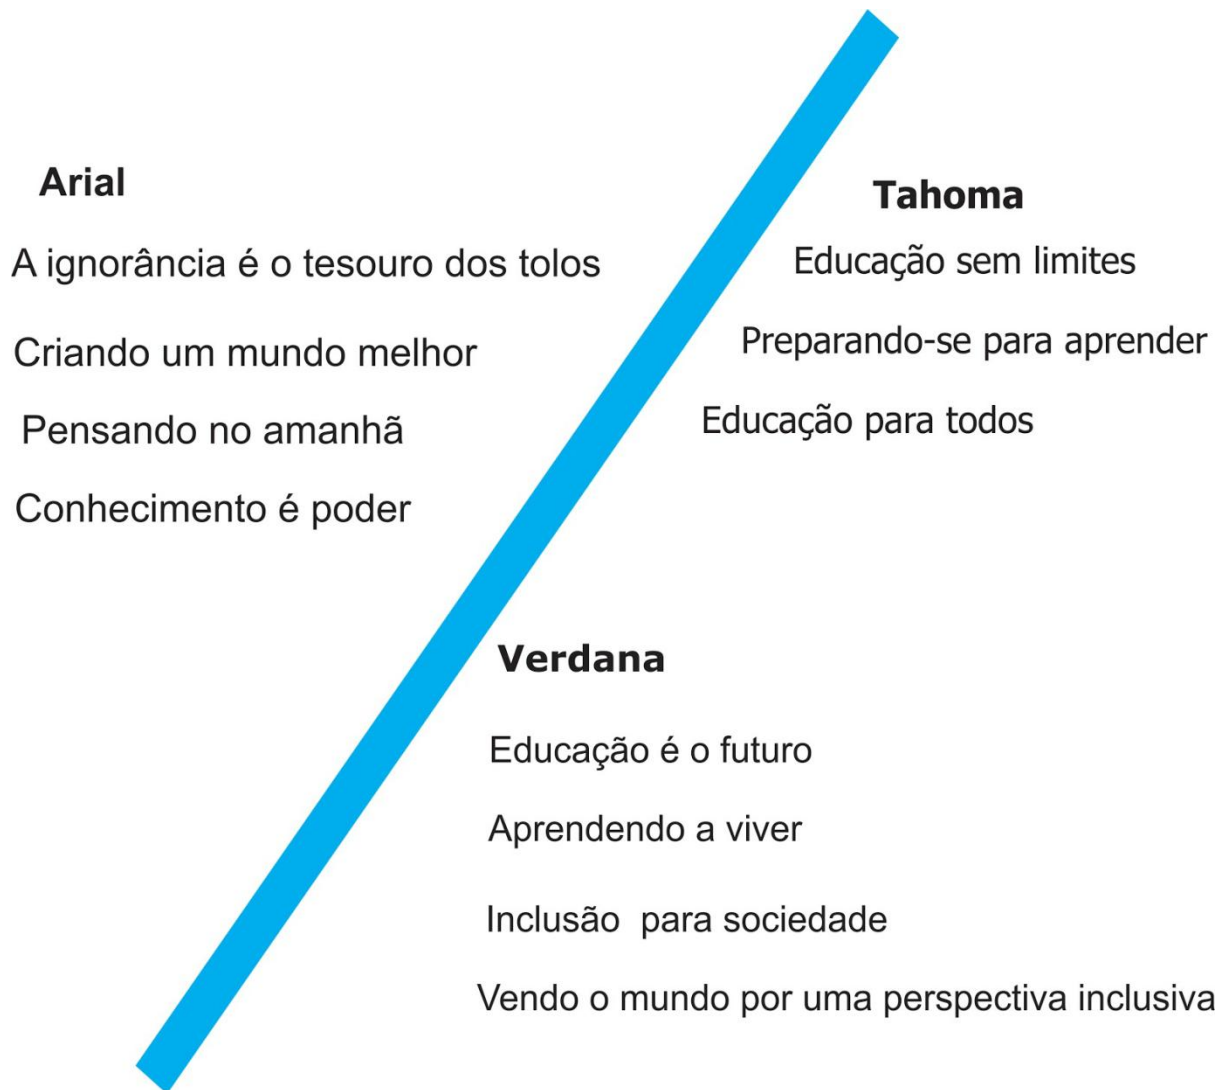 Arial
A ignorância é o tesouro dos tolos
Criando um mundo melhor
Pensando no amanhã
Conhecimento é poder
Tahoma
Educação sem limites
Preparando-se para aprender
Educação para todos
Verdana
Educação é o futuro
Aprendendo a viver
Inclusão  para sociedade
Vendo o mundo por uma perspectiva inclusiva